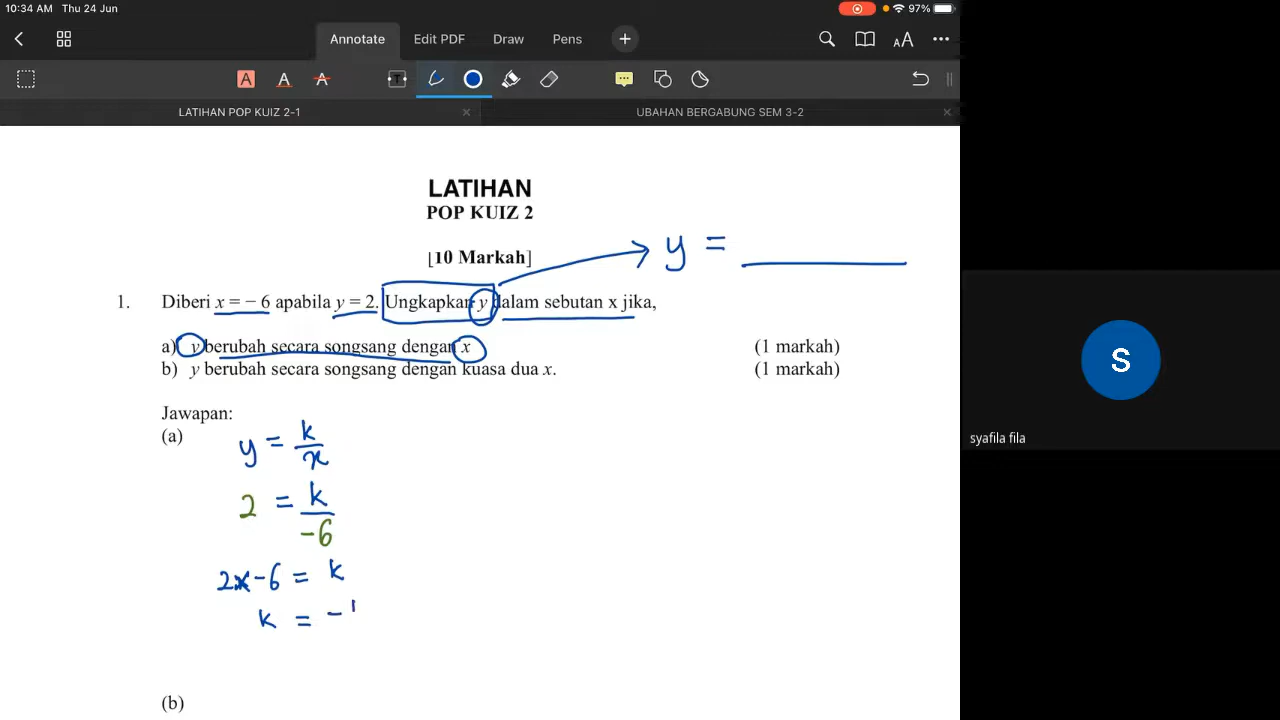 10:34 AM Thu 24 Jun 97%
Annotate Edit PDF Draw Pens
LATIHAN POP KUIZ 2-1 UBAHAN BERGABUNG SEM 3-2
LATIHAN
POP KUIZ 2
[10 Markah]
y = ______
1. Diberi x = − 6 apabila y = 2. Ungkapkan y dalam sebutan x jika,
a) y berubah secara songsang dengan x (1 markah)
b) y berubah secara songsang dengan kuasa dua x. (1 markah)
Jawapan:
(a)
y = k/x
2 = k/-6
2x-6 = k
k = -1
(b)
S
syafila fila